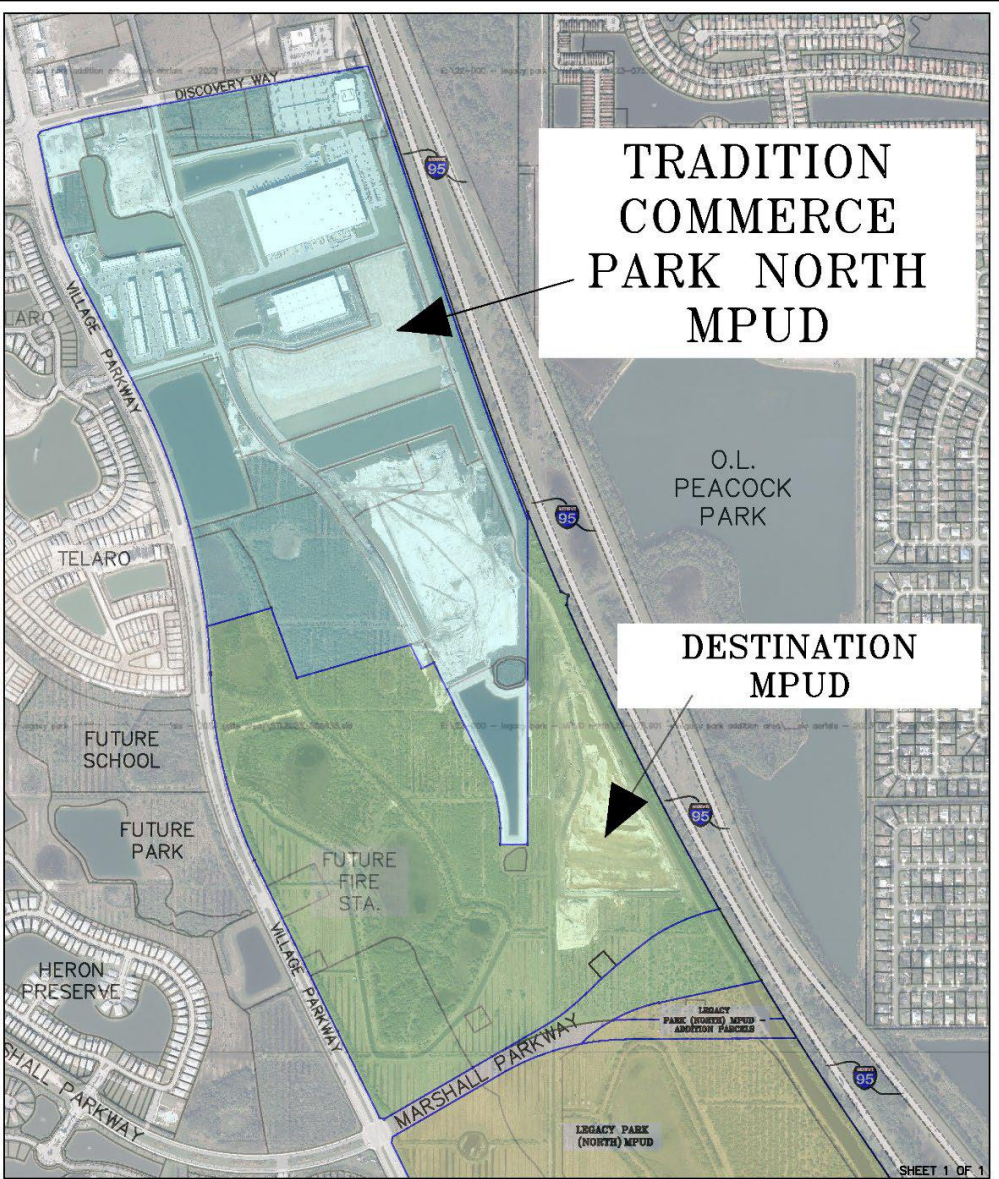 DISCOVERY WAY
95
TRADITION
COMMERCE
PARK NORTH
MPUD
VILLAGE PARKWAY
O.L.
PEACOCK
PARK
95
TELARO
DESTINATION
MPUD
FUTURE
SCHOOL
FUTURE
PARK
95
FUTURE
FIRE
STA.
VILLAGE PARKWAY
HERON
PRESERVE
LEGACY
PARK (NORTH) MPUD -
ADDITION PARCELS
MARSHALL PARKWAY
95
SHALL PARKWAY
LEGACY PARK
(NORTH) MPUD
SHEET 1 OF 1